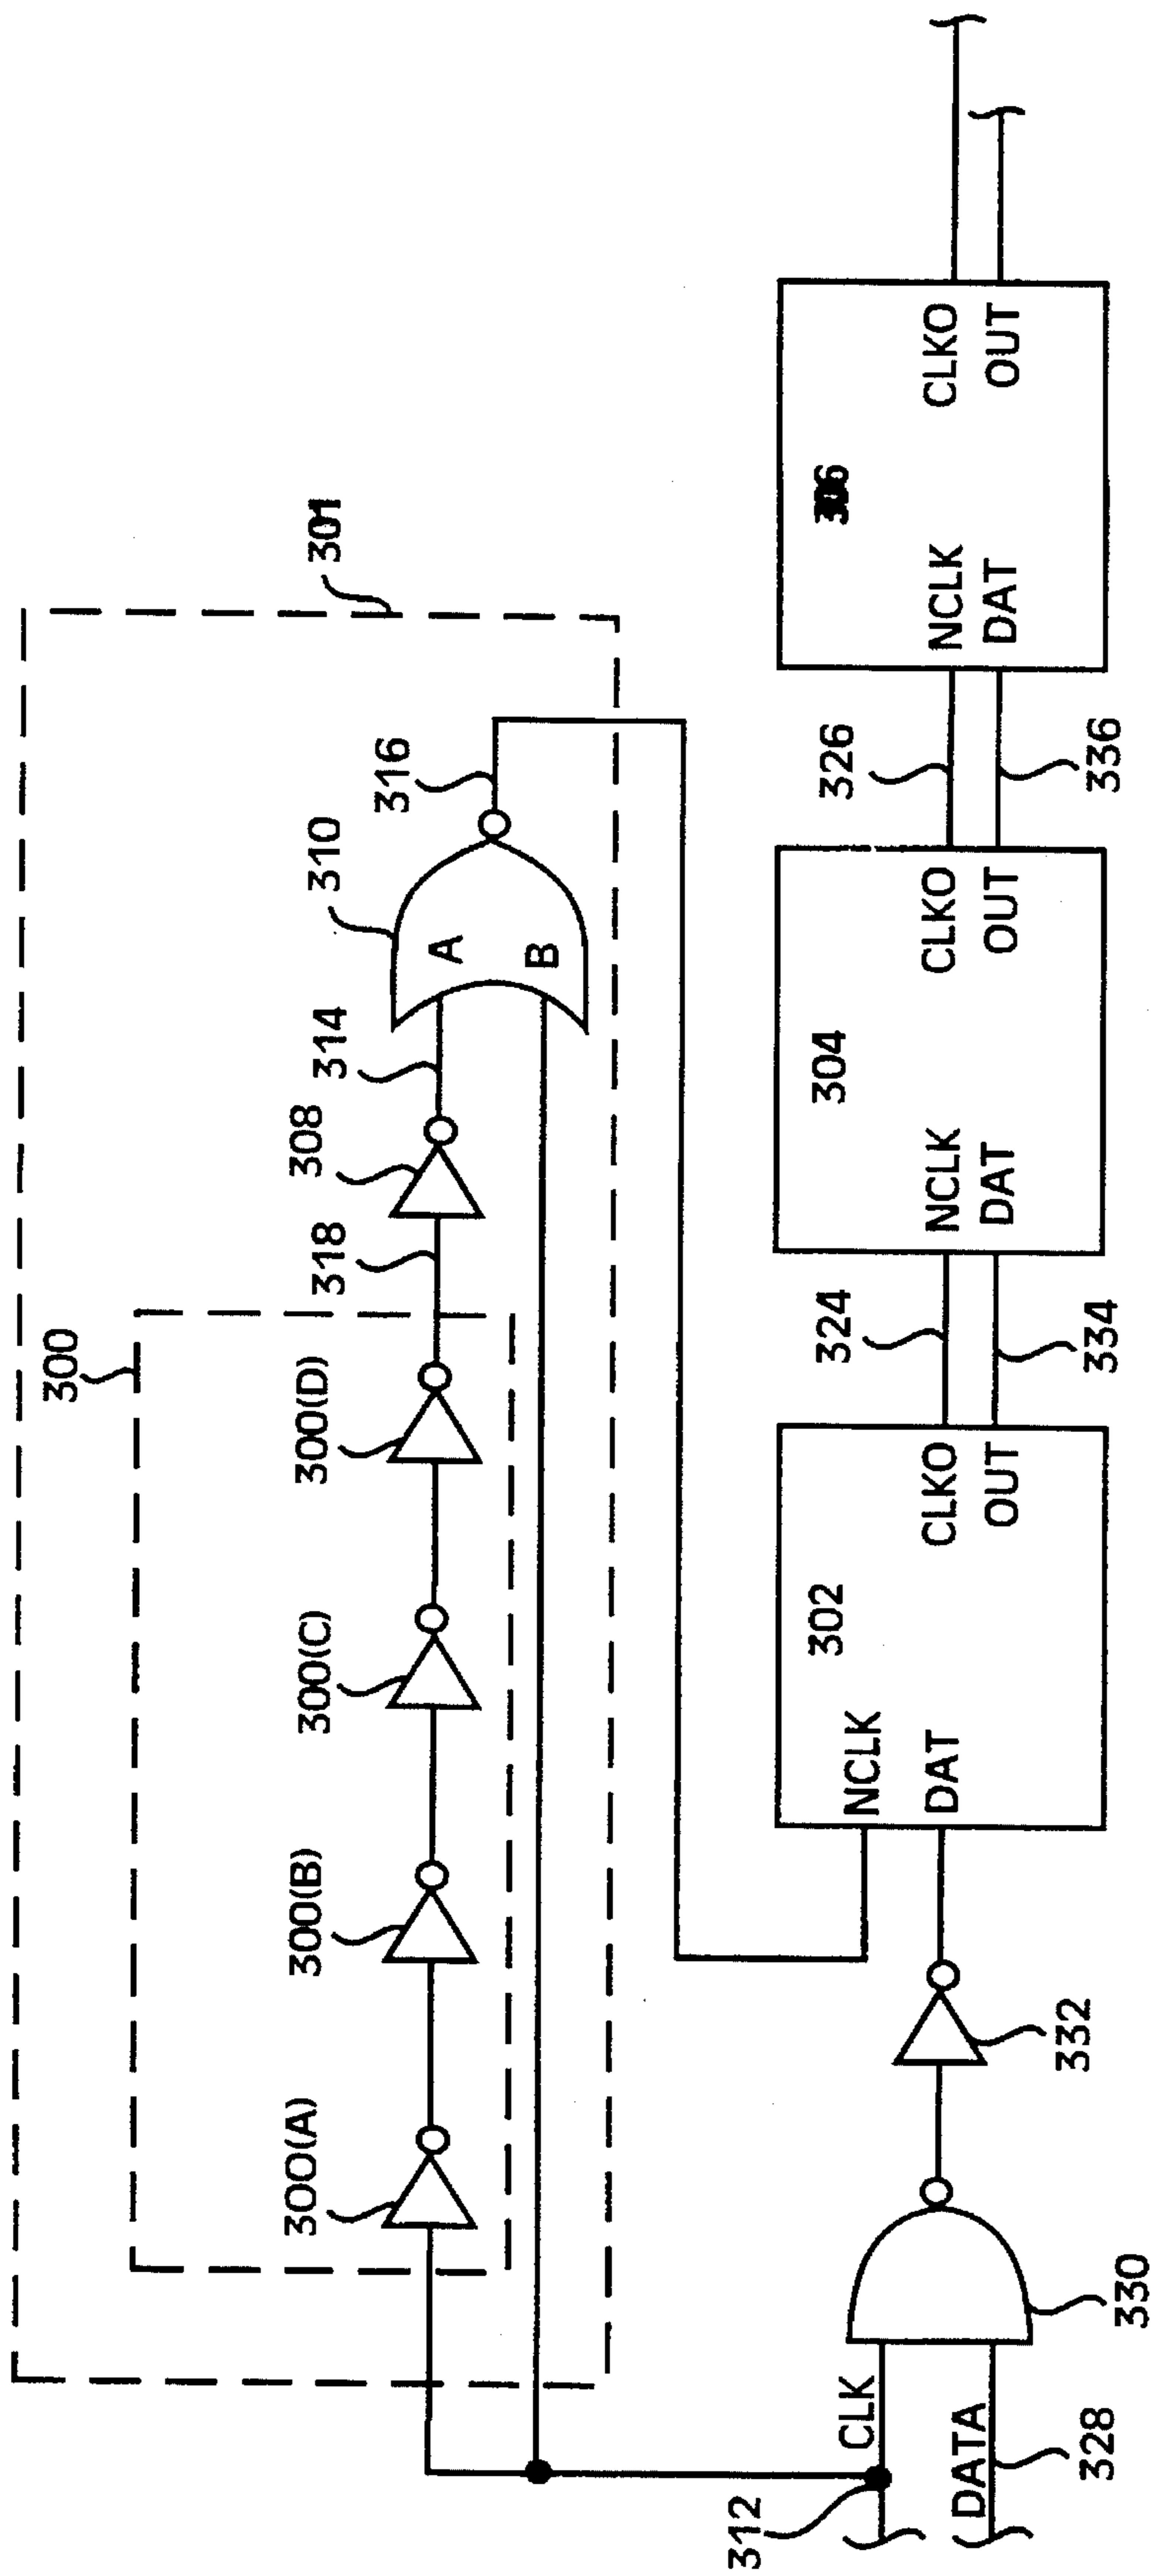 300
301
300(A)
300(B)
300(C)
300(D)
318
308
314
310
316
A
B
312
CLK
DATA
328
330
332
NCLK
DAT
302
CLKO
OUT
324
334
NCLK
DAT
304
CLKO
OUT
326
336
NCLK
DAT
306
CLKO
OUT